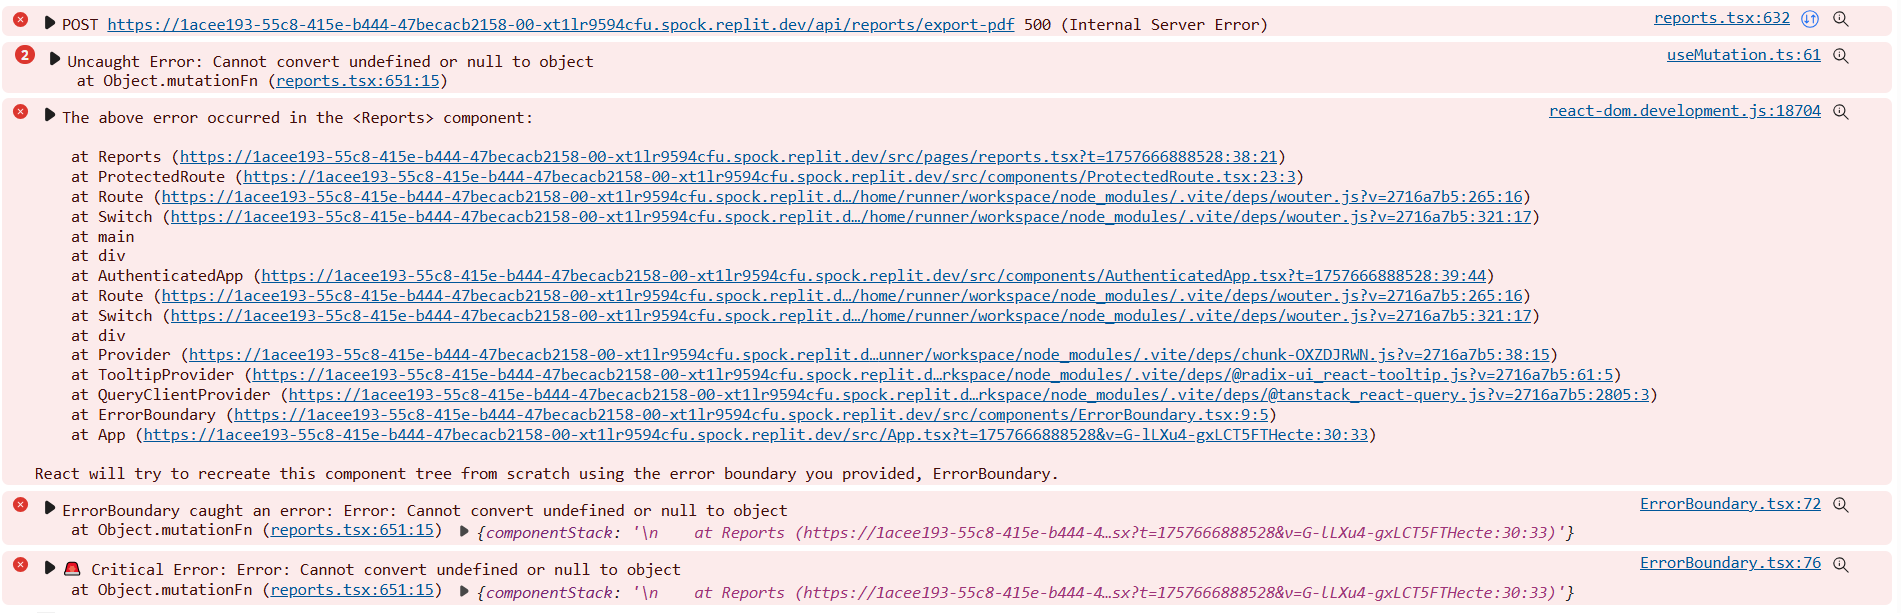 POST https://1acee193-55c8-415e-b444-47becacb2158-00-xt1lr9594cfu.spock.replit.dev/api/reports/export-pdf 500 (Internal Server Error) reports.tsx:632
2 Uncaught Error: Cannot convert undefined or null to object useMutation.ts:61
at Object.mutationFn (reports.tsx:651:15)
The above error occurred in the <Reports> component: react-dom.development.js:18704
at Reports (https://1acee193-55c8-415e-b444-47becacb2158-00-xt1lr9594cfu.spock.replit.dev/src/pages/reports.tsx?t=1757666888528:38:21)
at ProtectedRoute (https://1acee193-55c8-415e-b444-47becacb2158-00-xt1lr9594cfu.spock.replit.dev/src/components/ProtectedRoute.tsx:23:3)
at Route (https://1acee193-55c8-415e-b444-47becacb2158-00-xt1lr9594cfu.spock.replit.d…/home/runner/workspace/node_modules/.vite/deps/wouter.js?v=2716a7b5:265:16)
at Switch (https://1acee193-55c8-415e-b444-47becacb2158-00-xt1lr9594cfu.spock.replit.d…/home/runner/workspace/node_modules/.vite/deps/wouter.js?v=2716a7b5:321:17)
at main
at div
at AuthenticatedApp (https://1acee193-55c8-415e-b444-47becacb2158-00-xt1lr9594cfu.spock.replit.dev/src/components/AuthenticatedApp.tsx?t=1757666888528:39:44)
at Route (https://1acee193-55c8-415e-b444-47becacb2158-00-xt1lr9594cfu.spock.replit.d…/home/runner/workspace/node_modules/.vite/deps/wouter.js?v=2716a7b5:265:16)
at Switch (https://1acee193-55c8-415e-b444-47becacb2158-00-xt1lr9594cfu.spock.replit.d…/home/runner/workspace/node_modules/.vite/deps/wouter.js?v=2716a7b5:321:17)
at div
at Provider (https://1acee193-55c8-415e-b444-47becacb2158-00-xt1lr9594cfu.spock.replit.d…unner/workspace/node_modules/.vite/deps/chunk-OXZDJRWN.js?v=2716a7b5:38:15)
at TooltipProvider (https://1acee193-55c8-415e-b444-47becacb2158-00-xt1lr9594cfu.spock.replit.d…rkspace/node_modules/.vite/deps/@radix-ui_react-tooltip.js?v=2716a7b5:61:5)
at QueryClientProvider (https://1acee193-55c8-415e-b444-47becacb2158-00-xt1lr9594cfu.spock.replit.d…rkspace/node_modules/.vite/deps/@tanstack_react-query.js?v=2716a7b5:2805:3)
at ErrorBoundary (https://1acee193-55c8-415e-b444-47becacb2158-00-xt1lr9594cfu.spock.replit.dev/src/components/ErrorBoundary.tsx:9:5)
at App (https://1acee193-55c8-415e-b444-47becacb2158-00-xt1lr9594cfu.spock.replit.dev/src/App.tsx?t=1757666888528&v=G-lLXu4-gxLCT5FTHecte:30:33)
React will try to recreate this component tree from scratch using the error boundary you provided, ErrorBoundary.
ErrorBoundary caught an error: Error: Cannot convert undefined or null to object ErrorBoundary.tsx:72
at Object.mutationFn (reports.tsx:651:15) {componentStack: '\n    at Reports (https://1acee193-55c8-415e-b444-4…sx?t=1757666888528&v=G-lLXu4-gxLCT5FTHecte:30:33)'}
🚨 Critical Error: Error: Cannot convert undefined or null to object ErrorBoundary.tsx:76
at Object.mutationFn (reports.tsx:651:15) {componentStack: '\n    at Reports (https://1acee193-55c8-415e-b444-4…sx?t=1757666888528&v=G-lLXu4-gxLCT5FTHecte:30:33)'}